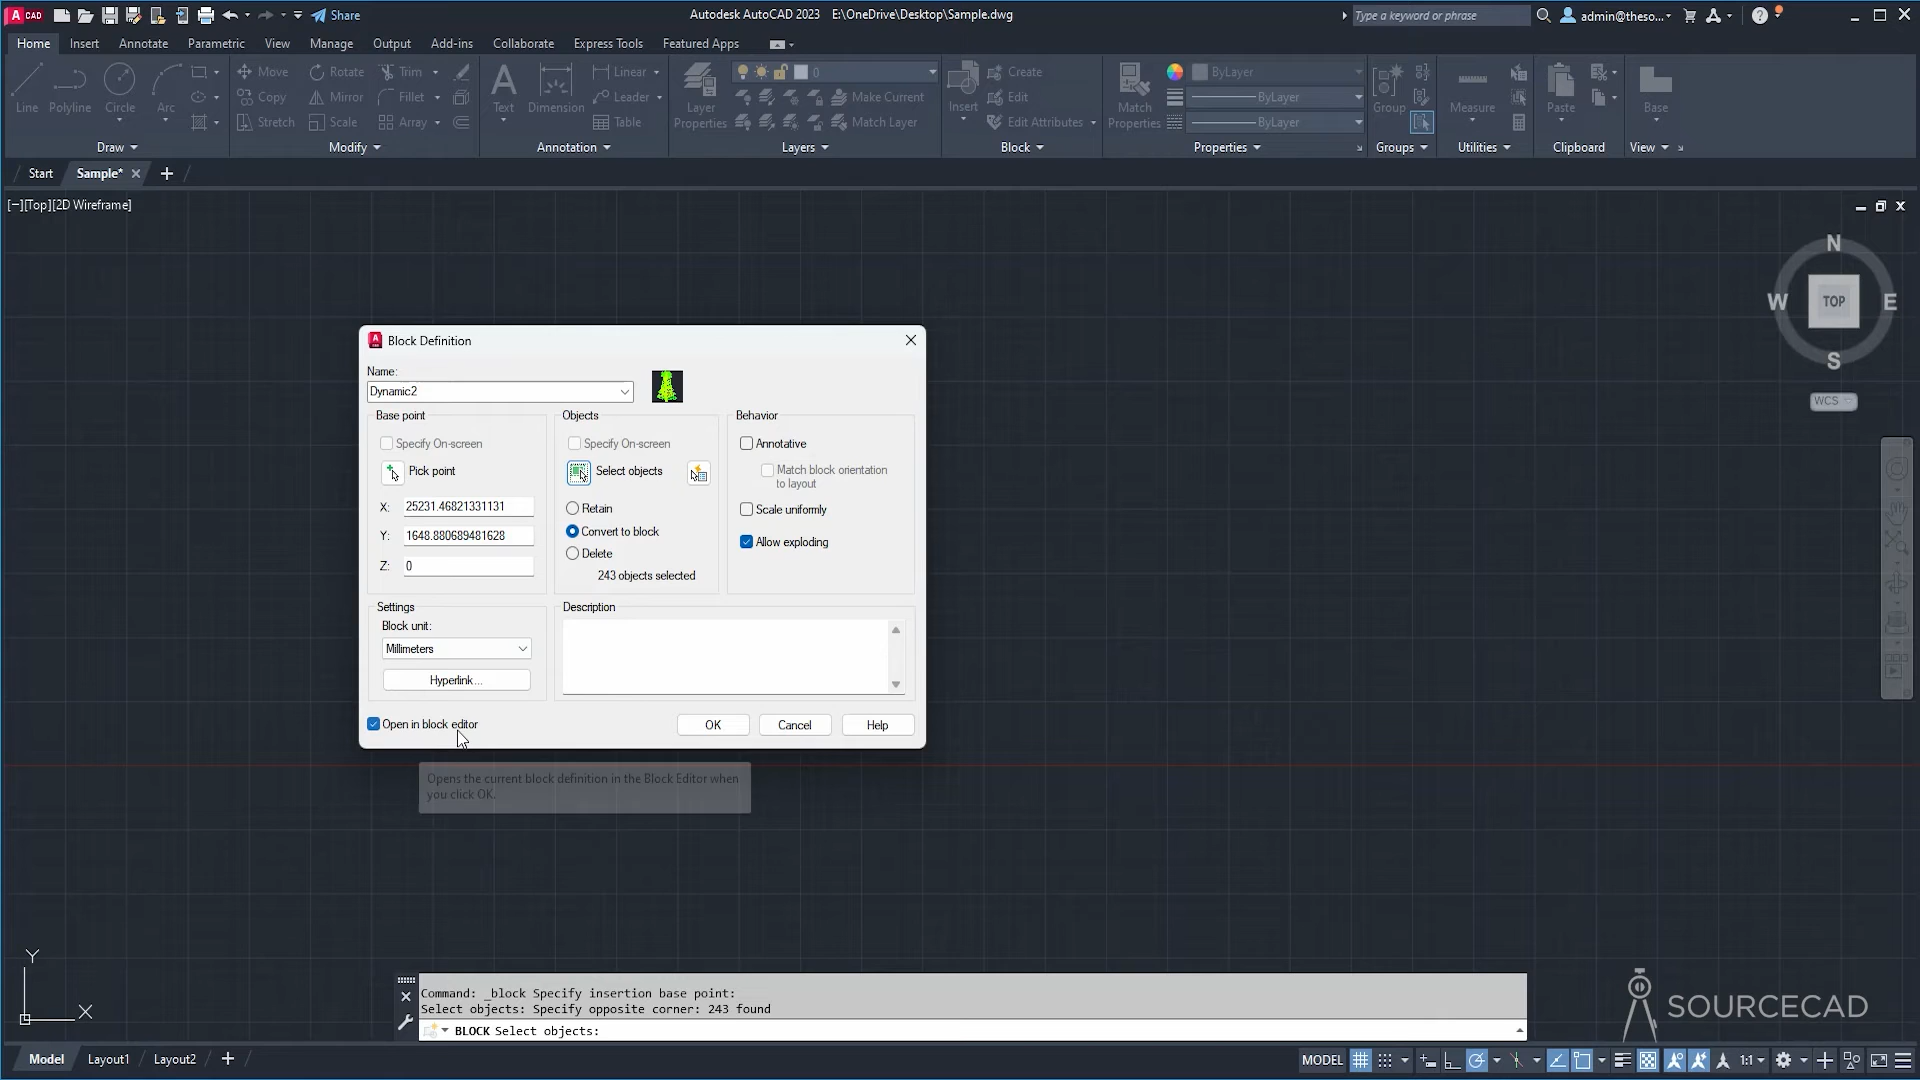 A CAD Share Autodesk AutoCAD 2023 E:\OneDrive\Desktop\Sample.dwg Type a keyword or phrase admin@theso...
Home Insert Annotate Parametric View Manage Output Add-ins Collaborate Express Tools Featured Apps
Line Polyline Circle Arc
Move Rotate Trim
Copy Mirror Fillet
Stretch Scale Array
Text Dimension
Linear
Leader
Table
Layer
Properties
0
Make Current
Match Layer
Insert
Create
Edit
Edit Attributes
Match
Properties
ByLayer
ByLayer
ByLayer
Group
Measure
Paste
Base
Draw Modify Annotation Layers Block Properties Groups Utilities Clipboard View
Start Sample* +
[−][Top][2D Wireframe]
N
W TOP E
S
WCS
A Block Definition
Name:
Dynamic2
Base point
Specify On-screen
Pick point
X: 25231.46821331131
Y: 1648.880689481628
Z: 0
Objects
Specify On-screen
Select objects
Retain
Convert to block
Delete
243 objects selected
Behavior
Annotative
Match block orientation
to layout
Scale uniformly
Allow exploding
Settings
Block unit:
Millimeters
Hyperlink...
Description
Open in block editor OK Cancel Help
Opens the current block definition in the Block Editor when
you click OK.
Y
X
Command: _block Specify insertion base point:
Select objects: Specify opposite corner: 243 found
BLOCK Select objects:
SOURCECAD
Model Layout1 Layout2 + MODEL 1:1